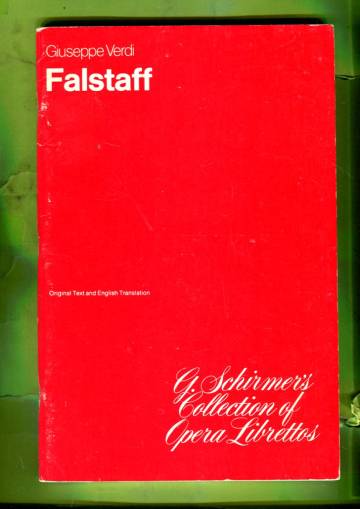 Giuseppe Verdi
Falstaff
Original Text and English Translation
G. Schirmer's
Collection of
Opera Librettos